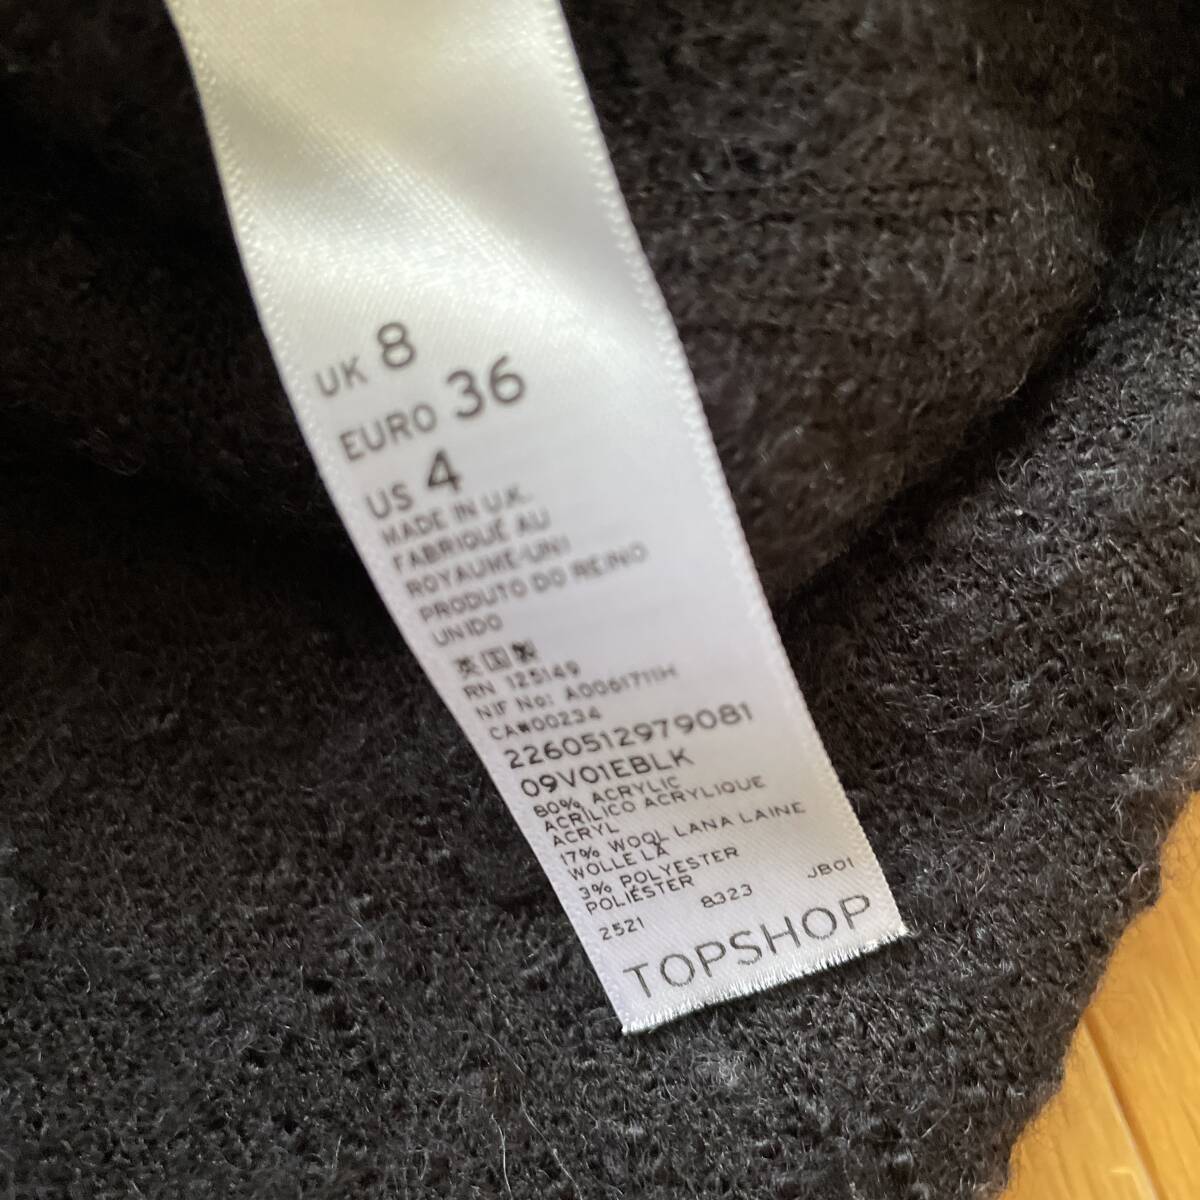 UK 8
EURO 36
US 4
MADE IN U.K.
FABRIQUÉ AU
ROYAUME-UNI
PRODUTO DO REINO
UNIDO
英国製
RN 125149
NIF No: A0061711H
CA#00234
2260512979081
09V01EBLK
80% ACRYLIC
ACRILICO ACRYLIQUE
ACRYL
17% WOOL LANA LAINE
WOLLE LÃ
3% POLYESTER
POLIÉSTER
2521 8323 JB01
TOPSHOP